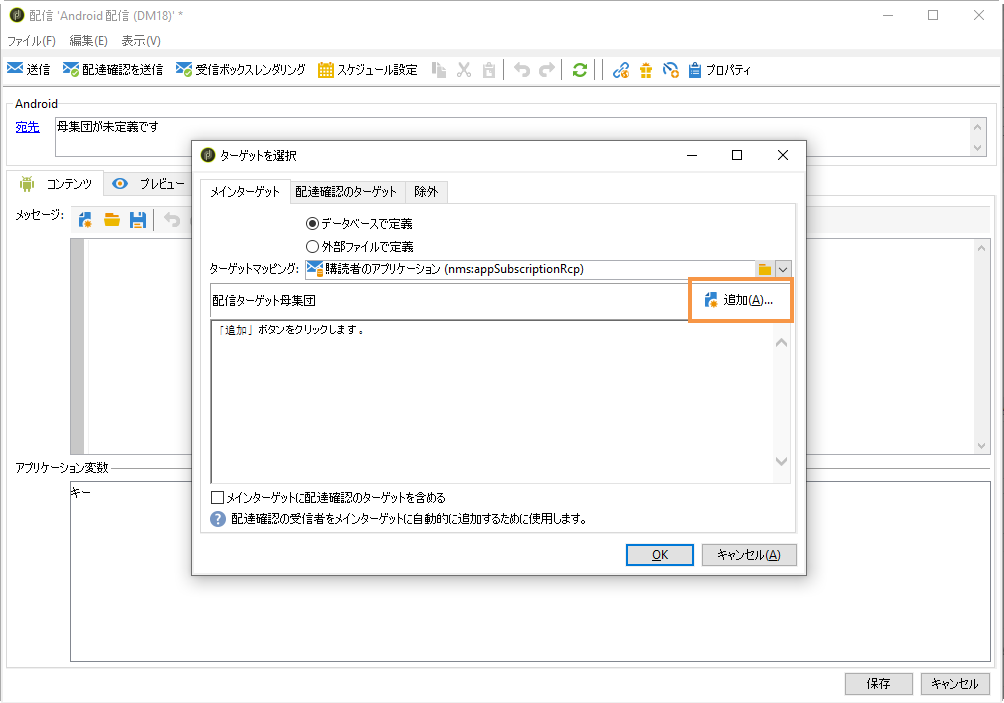 配信 'Android 配信 (DM18)' *
ファイル(F) 編集(E) 表示(V)
送信 配達確認を送信 受信ボックスレンダリング スケジュール設定 プロパティ
Android
宛先 母集団が未定義です
コンテンツ プレビュー
メッセージ:
ターゲットを選択
メインターゲット 配達確認のターゲット 除外
データベースで定義
外部ファイルで定義
ターゲットマッピング: 購読者のアプリケーション (nms:appSubscriptionRcp)
配信ターゲット母集団 追加(A)...
「追加」ボタンをクリックします。
メインターゲットに配達確認のターゲットを含める
配達確認の受信者をメインターゲットに自動的に追加するために使用します。
OK キャンセル(A)
アプリケーション変数
キー
保存 キャンセル